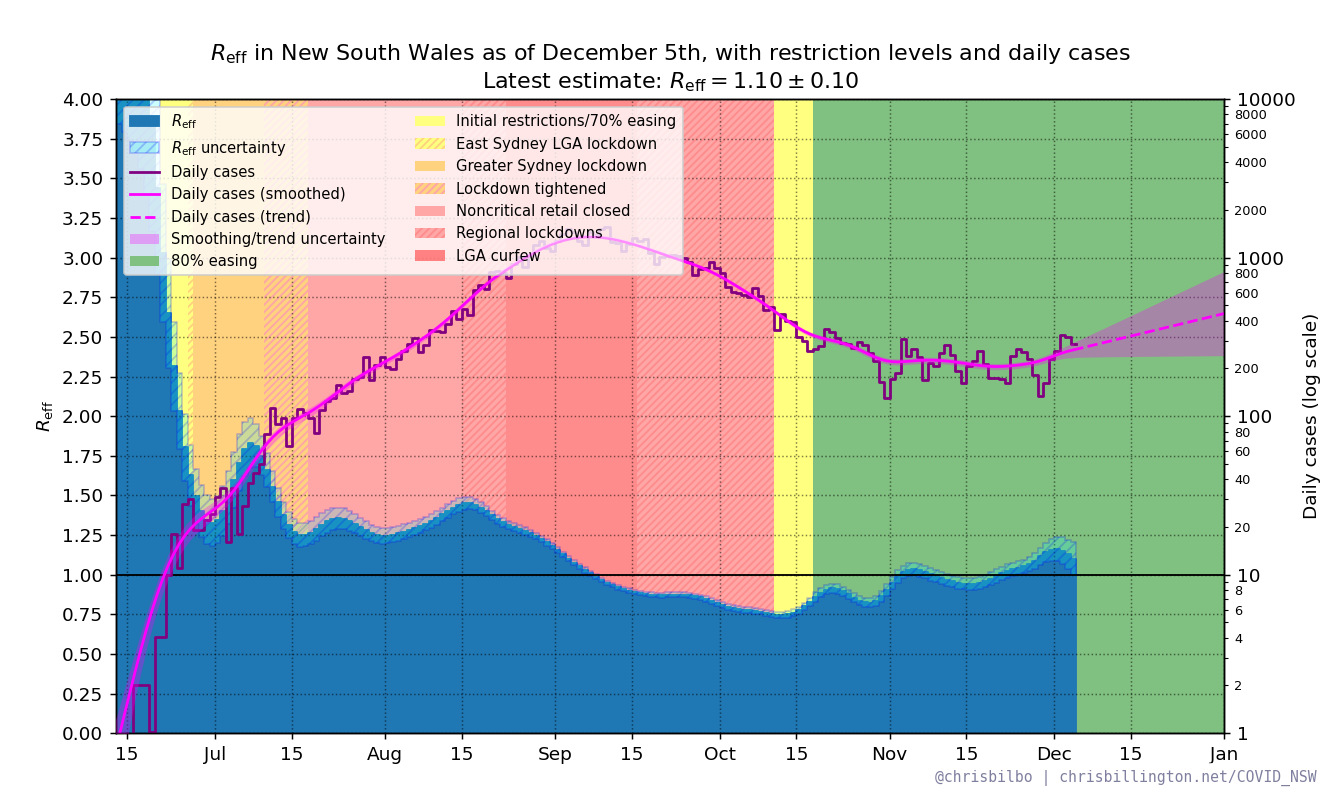 R_eff in New South Wales as of December 5th, with restriction levels and daily cases
Latest estimate: R_eff = 1.10 ± 0.10
R_eff
R_eff uncertainty
Daily cases
Daily cases (smoothed)
Daily cases (trend)
Smoothing/trend uncertainty
80% easing
Initial restrictions/70% easing
East Sydney LGA lockdown
Greater Sydney lockdown
Lockdown tightened
Noncritical retail closed
Regional lockdowns
LGA curfew
R_eff
4.00
3.75
3.50
3.25
3.00
2.75
2.50
2.25
2.00
1.75
1.50
1.25
1.00
0.75
0.50
0.25
0.00
10000
8000
6000
4000
2000
1000
800
600
400
200
100
80
60
40
20
10
8
6
4
2
1
Daily cases (log scale)
15 Jul 15 Aug 15 Sep 15 Oct 15 Nov 15 Dec 15 Jan
@chrisbilbo | chrisbillington.net/COVID_NSW